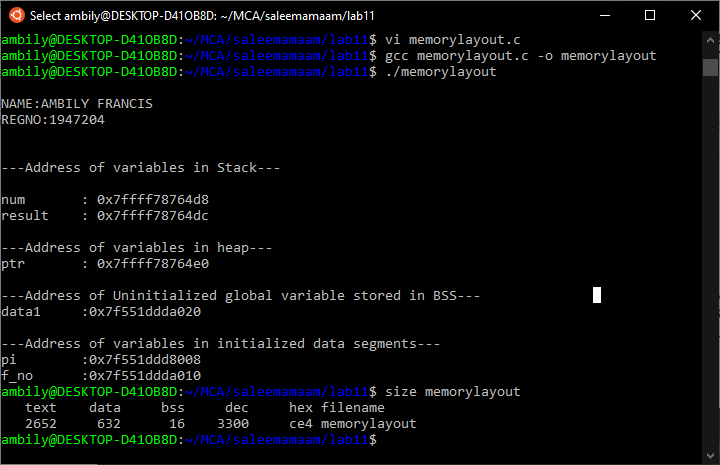 Select ambily@DESKTOP-D41OB8D: ~/MCA/saleemamaam/lab11
ambily@DESKTOP-D41OB8D:~/MCA/saleemamaam/lab11$ vi memorylayout.c
ambily@DESKTOP-D41OB8D:~/MCA/saleemamaam/lab11$ gcc memorylayout.c -o memorylayout
ambily@DESKTOP-D41OB8D:~/MCA/saleemamaam/lab11$ ./memorylayout
NAME:AMBILY FRANCIS
REGNO:1947204
---Address of variables in Stack---
num       : 0x7ffff78764d8
result    : 0x7ffff78764dc
---Address of variables in heap---
ptr       : 0x7ffff78764e0
---Address of Uninitialized global variable stored in BSS---
data1     :0x7f551ddda020
---Address of variables in initialized data segments---
pi        :0x7f551ddd8008
f_no      :0x7f551ddda010
ambily@DESKTOP-D41OB8D:~/MCA/saleemamaam/lab11$ size memorylayout
   text    data     bss     dec     hex filename
   2652     632      16    3300     ce4 memorylayout
ambily@DESKTOP-D41OB8D:~/MCA/saleemamaam/lab11$